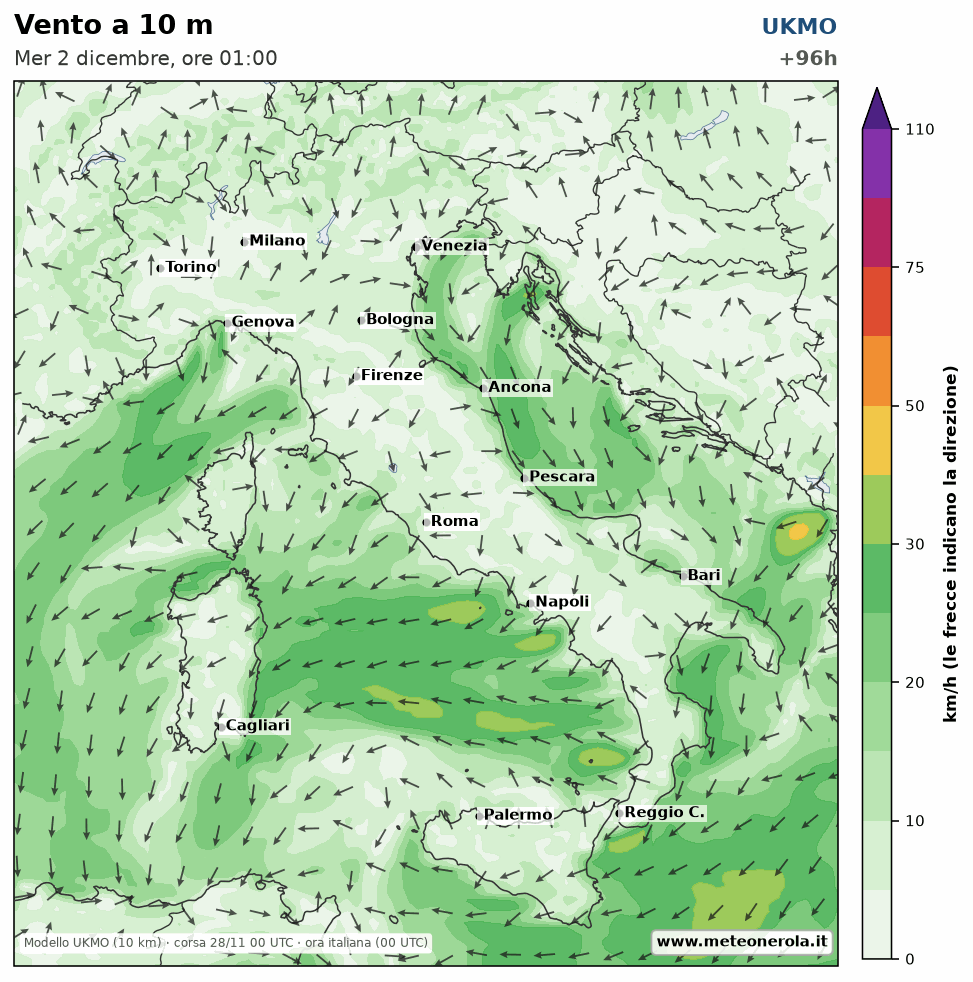 Vento a 10 m
UKMO
Mer 2 dicembre, ore 01:00
+96h
110
75
50
30
20
10
0
km/h (le frecce indicano la direzione)
Milano
Venezia
Torino
Genova
Bologna
Firenze
Ancona
Pescara
Roma
Bari
Napoli
Cagliari
Palermo
Reggio C.
Modello UKMO (10 km) · corsa 28/11 00 UTC · ora italiana (00 UTC)
www.meteonerola.it